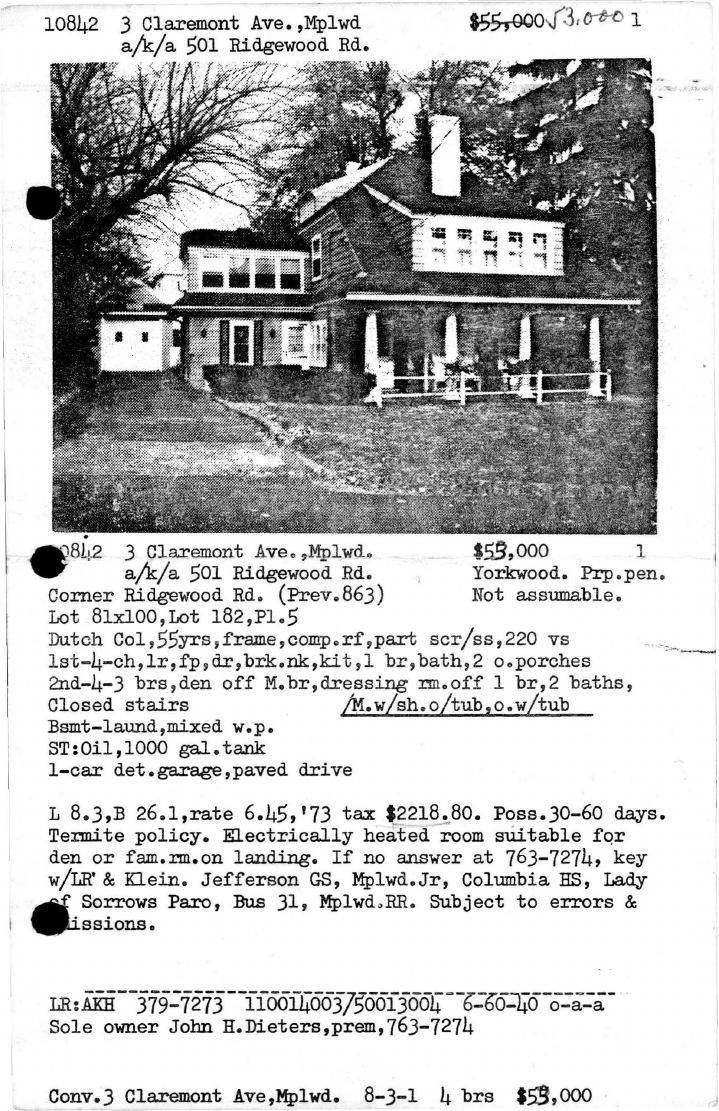 10842 3 Claremont Ave.,Mplwd $55,000 53,000 1
a/k/a 501 Ridgewood Rd.
0842 3 Claremont Ave.,Mplwd. $53,000 1
a/k/a 501 Ridgewood Rd. Yorkwood. Prp.pen.
Corner Ridgewood Rd. (Prev.863) Not assumable.
Lot 81x100,Lot 182,Pl.5
Dutch Col,55yrs,frame,comp.rf,part scr/ss,220 vs
1st-4-ch,lr,fp,dr,brk.nk,kit,1 br,bath,2 o.porches
2nd-4-3 brs,den off M.br,dressing rm.off 1 br,2 baths,
Closed stairs /M.w/sh.o/tub,o.w/tub
Bsmt-laund,mixed w.p.
ST:Oil,1000 gal.tank
1-car det.garage,paved drive
L 8.3,B 26.1,rate 6.45,'73 tax $2218.80. Poss.30-60 days.
Termite policy. Electrically heated room suitable for
den or fam.rm.on landing. If no answer at 763-7274, key
w/LR' & Klein. Jefferson GS, Mplwd.Jr, Columbia HS, Lady
of Sorrows Paro, Bus 31, Mplwd.RR. Subject to errors &
issions.
LR:AKH 379-7273 110014003/50013004 6-60-40 o-a-a
Sole owner John H.Dieters,prem,763-7274
Conv.3 Claremont Ave,Mplwd. 8-3-1 4 brs $53,000